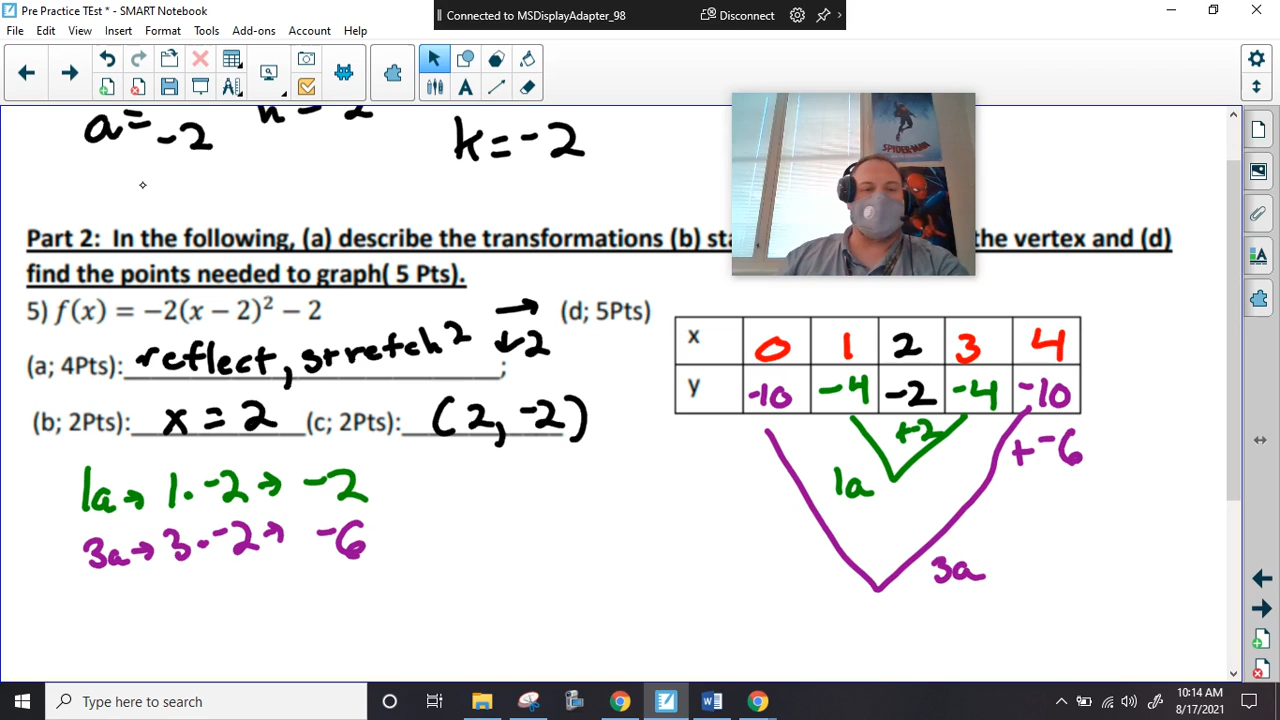 Pre Practice TEst * - SMART Notebook
Connected to MSDisplayAdapter_98 Disconnect
File Edit View Insert Format Tools Add-ons Account Help
a = -2
k = -2
SPIDER-MAN
Part 2: In the following, (a) describe the transformations (b) sta the vertex and (d)
find the points needed to graph( 5 Pts).
5) f(x) = −2(x − 2)² − 2 → (d; 5Pts)
(a; 4Pts): reflect, stretch 2 ↓2 ;
(b; 2Pts): x = 2 (c; 2Pts): (2, -2)
x 0 1 2 3 4
y -10 -4 -2 -4 -10
+-2 +-6
1a
3a
1a → 1 · -2 → -2
3a → 3 · -2 → -6
Type here to search
10:14 AM
8/17/2021